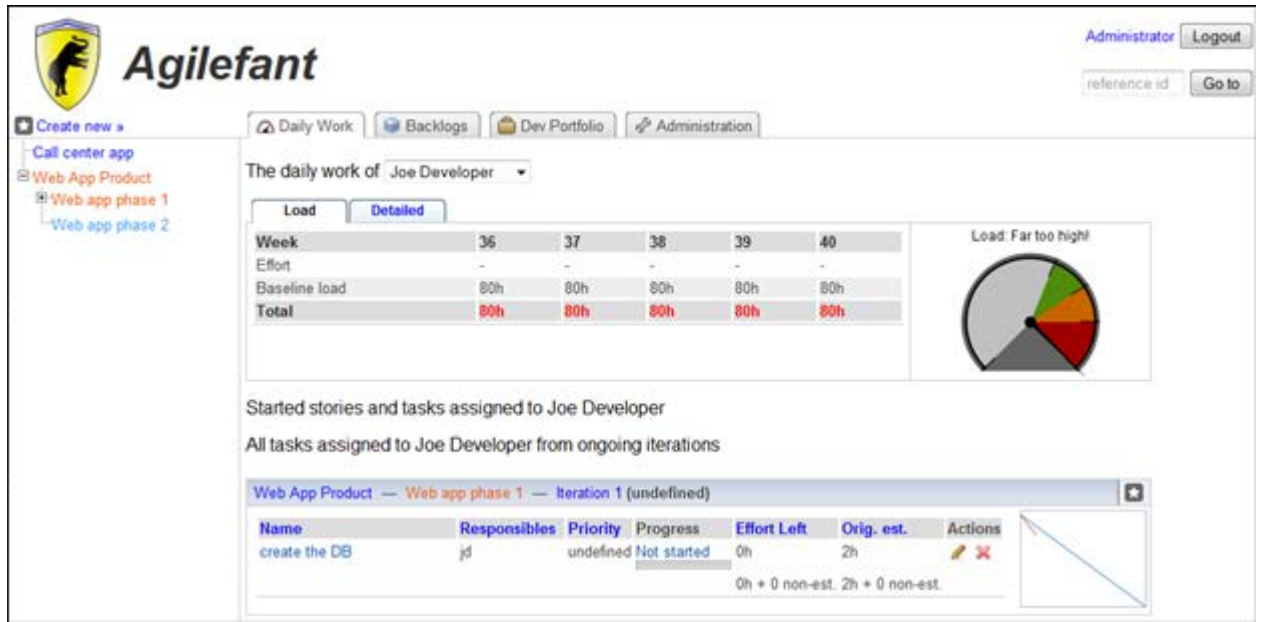 Agilefant
Administrator Logout
reference id Go to
Create new »
Daily Work Backlogs Dev Portfolio Administration
Call center app
Web App Product
Web app phase 1
Web app phase 2
The daily work of Joe Developer
Load Detailed
Week 36 37 38 39 40
Effort - - - - -
Baseline load 80h 80h 80h 80h 80h
Total 80h 80h 80h 80h 80h
Load: Far too high!
Started stories and tasks assigned to Joe Developer
All tasks assigned to Joe Developer from ongoing iterations
Web App Product — Web app phase 1 — Iteration 1 (undefined)
Name Responsibles Priority Progress Effort Left Orig. est. Actions
create the DB jd undefined Not started 0h 2h
0h + 0 non-est. 2h + 0 non-est.